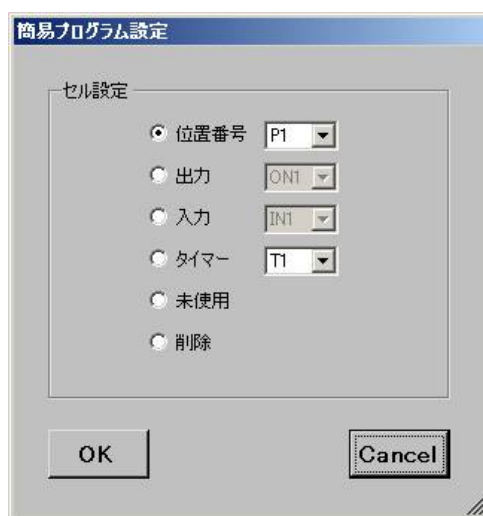 簡易プログラム設定
セル設定
位置番号 P1
出力 ON1
入力 IN1
タイマー T1
未使用
削除
OK Cancel